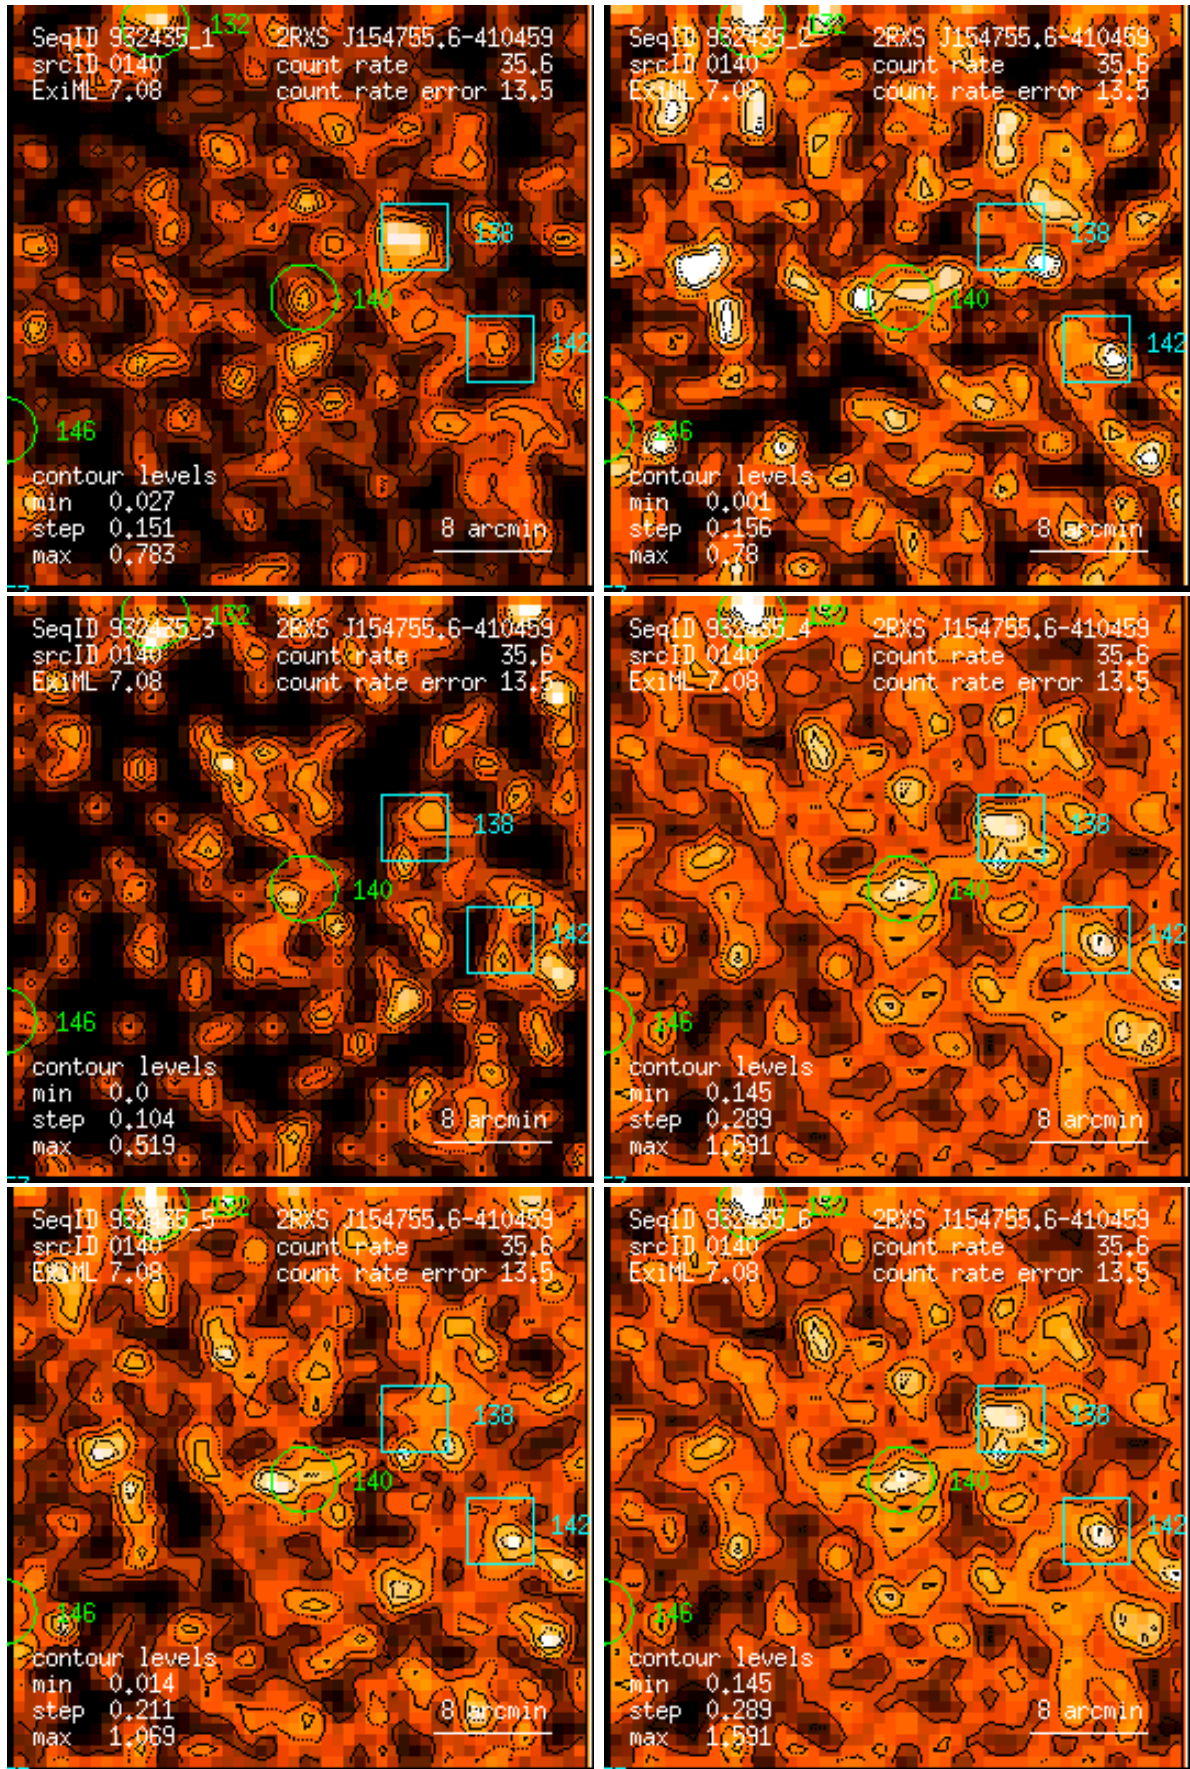 SeqID 932435_1 2RXS J154755.6-410459
srcID 0140 count rate 35.6
ExiML 7.08 count rate error 13.5
132
138
140
142
146
contour levels
min 0.027
step 0.151
max 0.783
8 arcmin
SeqID 932435_2 2RXS J154755.6-410459
srcID 0140 count rate 35.6
ExiML 7.08 count rate error 13.5
132
138
140
142
146
contour levels
min 0.001
step 0.156
max 0.78
8 arcmin
SeqID 932435_3 2RXS J154755.6-410459
srcID 0140 count rate 35.6
ExiML 7.08 count rate error 13.5
132
138
140
142
146
contour levels
min 0.0
step 0.104
max 0.519
8 arcmin
SeqID 932435_4 2RXS J154755.6-410459
srcID 0140 count rate 35.6
ExiML 7.08 count rate error 13.5
132
138
140
142
146
contour levels
min 0.145
step 0.289
max 1.591
8 arcmin
SeqID 932435_5 2RXS J154755.6-410459
srcID 0140 count rate 35.6
ExiML 7.08 count rate error 13.5
132
138
140
142
146
contour levels
min 0.014
step 0.211
max 1.069
8 arcmin
SeqID 932435_6 2RXS J154755.6-410459
srcID 0140 count rate 35.6
ExiML 7.08 count rate error 13.5
132
138
140
142
146
contour levels
min 0.145
step 0.289
max 1.591
8 arcmin